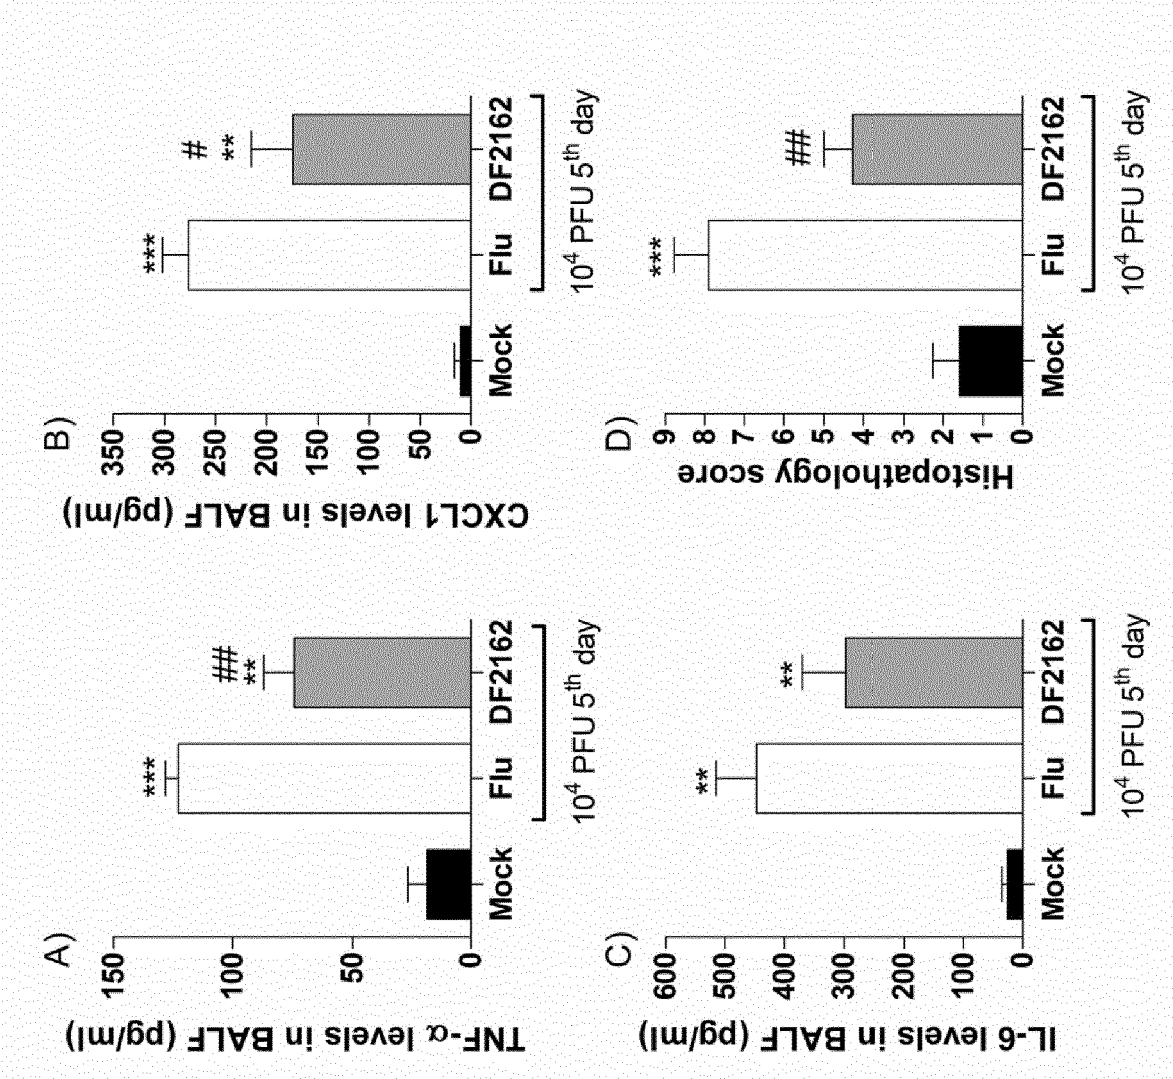 A)
TNF-α levels in BALF (pg/ml)
150
100
50
0
***
##
**
Mock Flu DF2162
10⁴ PFU 5ᵗʰ day
B)
CXCL1 levels in BALF (pg/ml)
350
300
250
200
150
100
50
0
***
#
**
Mock Flu DF2162
10⁴ PFU 5ᵗʰ day
C)
IL-6 levels in BALF (pg/ml)
600
500
400
300
200
100
0
**
**
Mock Flu DF2162
10⁴ PFU 5ᵗʰ day
D)
Histopathology score
9
8
7
6
5
4
3
2
1
0
***
##
Mock Flu DF2162
10⁴ PFU 5ᵗʰ day